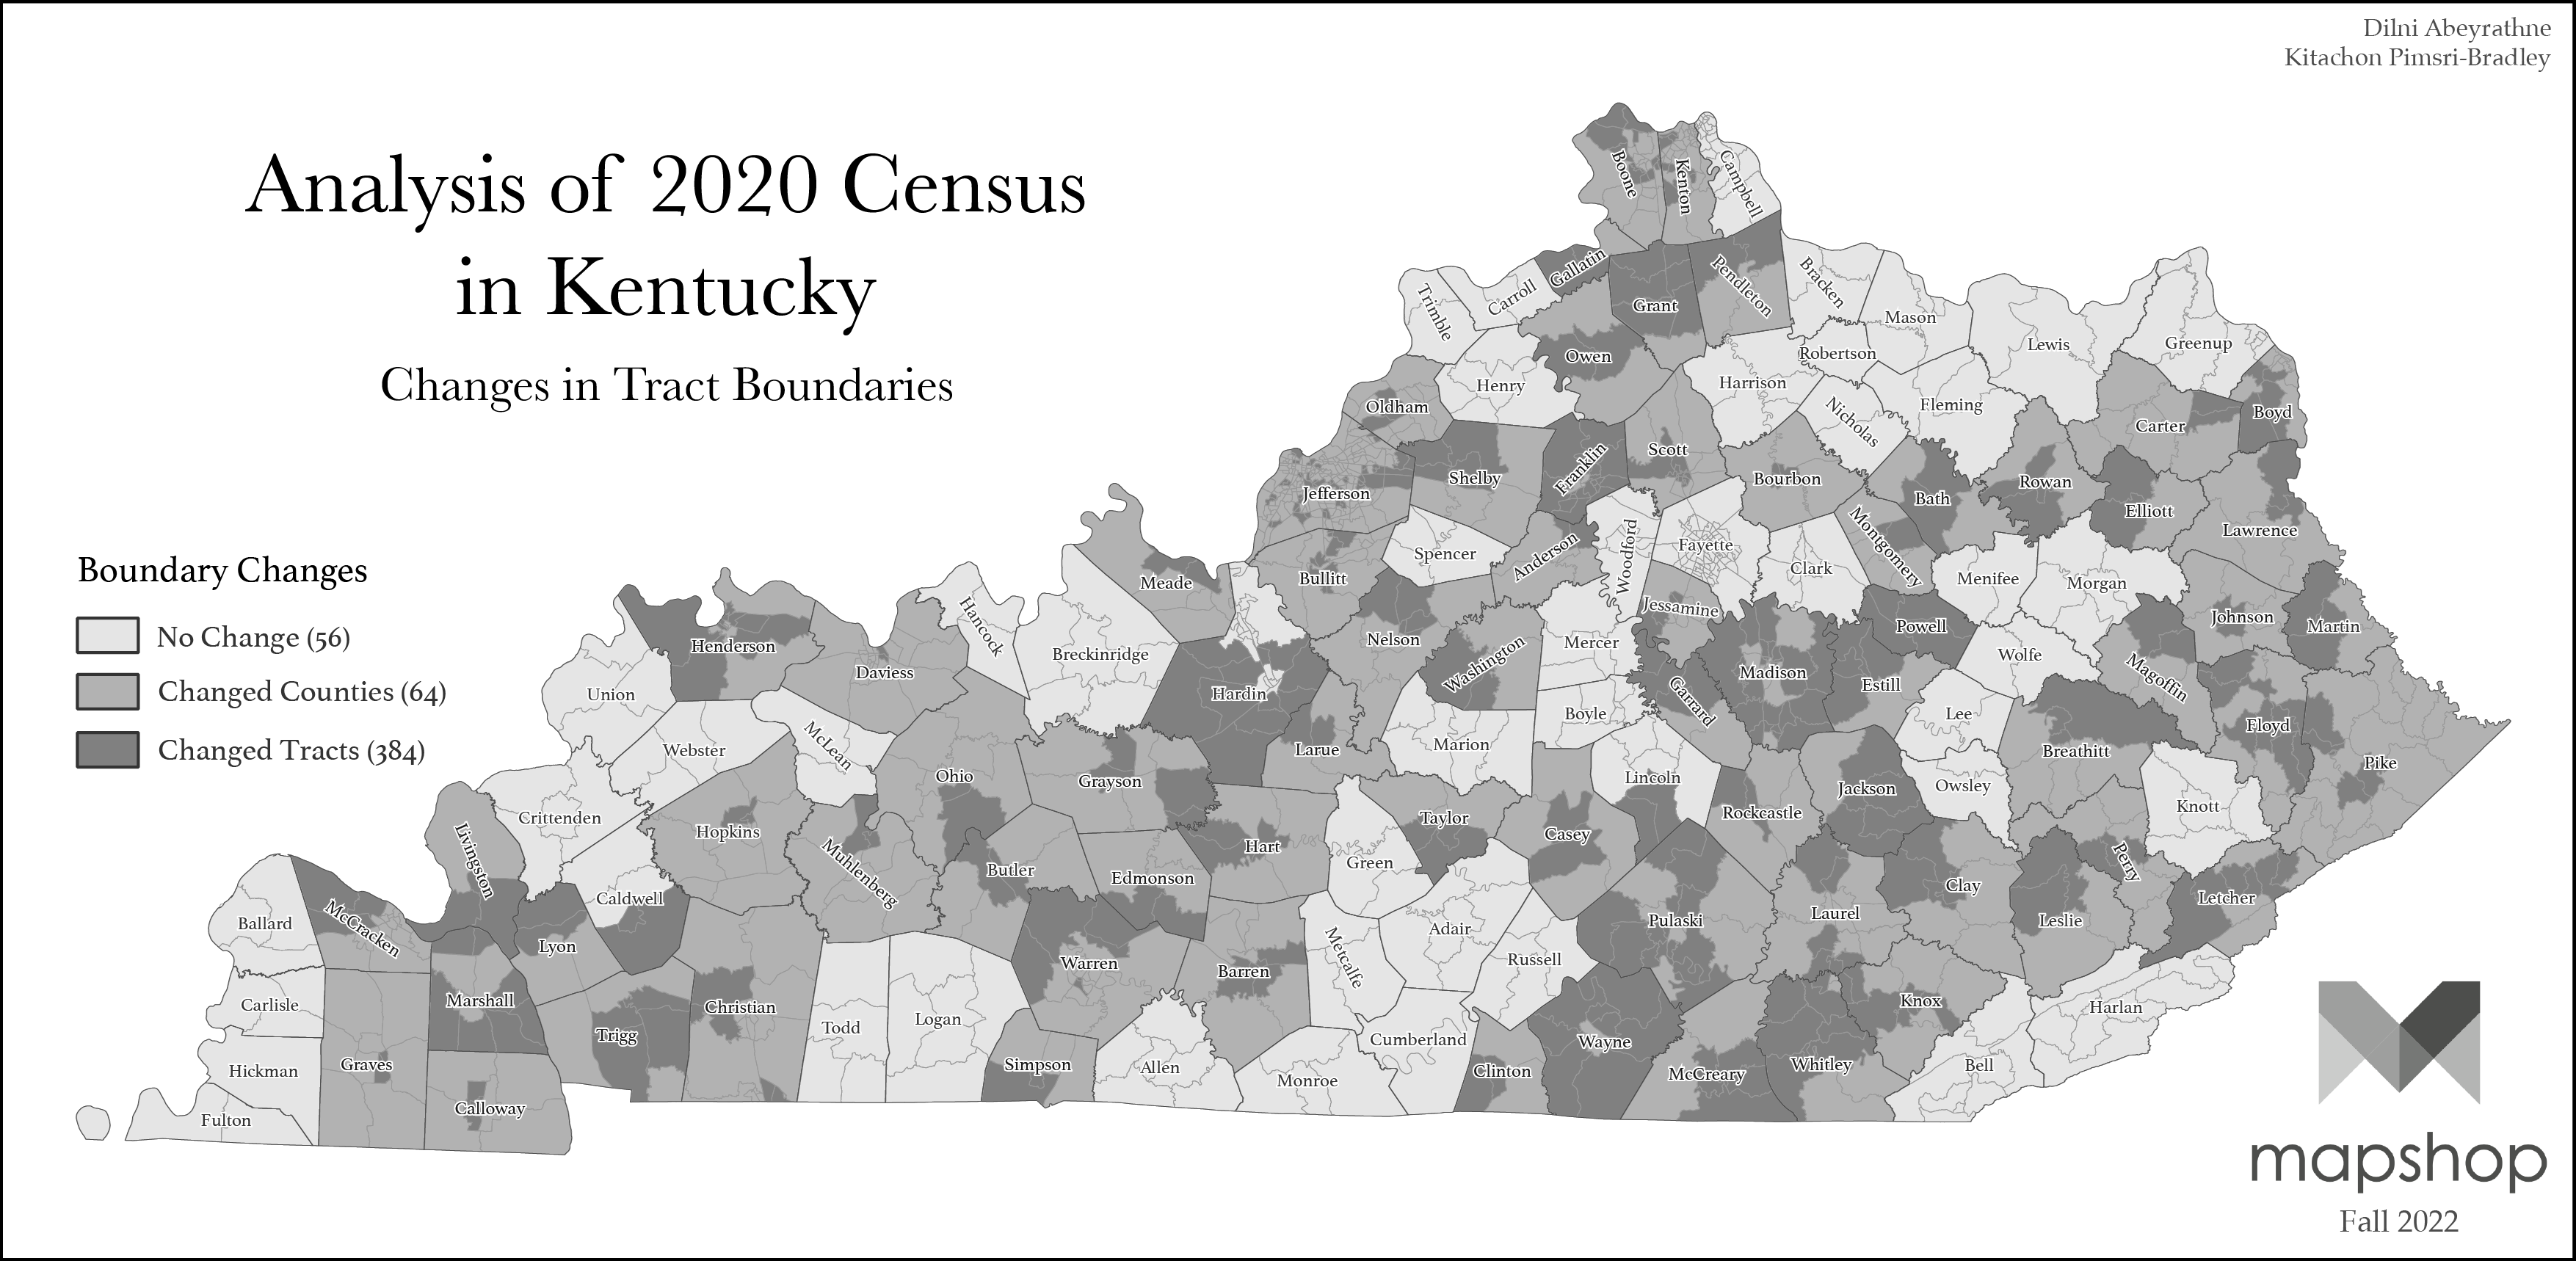 Dilni Abeyrathne
Kitachon Pimsri-Bradley
Analysis of 2020 Census
in Kentucky
Changes in Tract Boundaries
Boundary Changes
No Change (56)
Changed Counties (64)
Changed Tracts (384)
Boone
Kenton
Campbell
Gallatin
Carroll
Trimble
Grant
Pendleton
Bracken
Mason
Lewis
Greenup
Owen
Henry
Robertson
Harrison
Nicholas
Fleming
Oldham
Carter
Boyd
Jefferson
Shelby
Franklin
Scott
Bourbon
Bath
Rowan
Elliott
Lawrence
Montgomery
Spencer
Anderson
Woodford
Fayette
Clark
Menifee
Morgan
Meade
Bullitt
Jessamine
Powell
Johnson
Martin
Hancock
Breckinridge
Nelson
Washington
Mercer
Henderson
Daviess
Union
Hardin
Madison
Garrard
Estill
Wolfe
Magoffin
Boyle
Lee
Floyd
Pike
Breathitt
Webster
McLean
Larue
Marion
Lincoln
Ohio
Grayson
Rockcastle
Jackson
Owsley
Knott
Crittenden
Hopkins
Hart
Taylor
Casey
Livingston
Muhlenberg
Butler
Edmonson
Green
Clay
Perry
Letcher
Caldwell
Ballard
McCracken
Lyon
Laurel
Leslie
Pulaski
Adair
Metcalfe
Russell
Warren
Barren
Carlisle
Marshall
Trigg
Christian
Todd
Logan
Knox
Harlan
Hickman
Graves
Simpson
Allen
Monroe
Cumberland
Clinton
Wayne
McCreary
Whitley
Bell
Fulton
Calloway
mapshop
Fall 2022